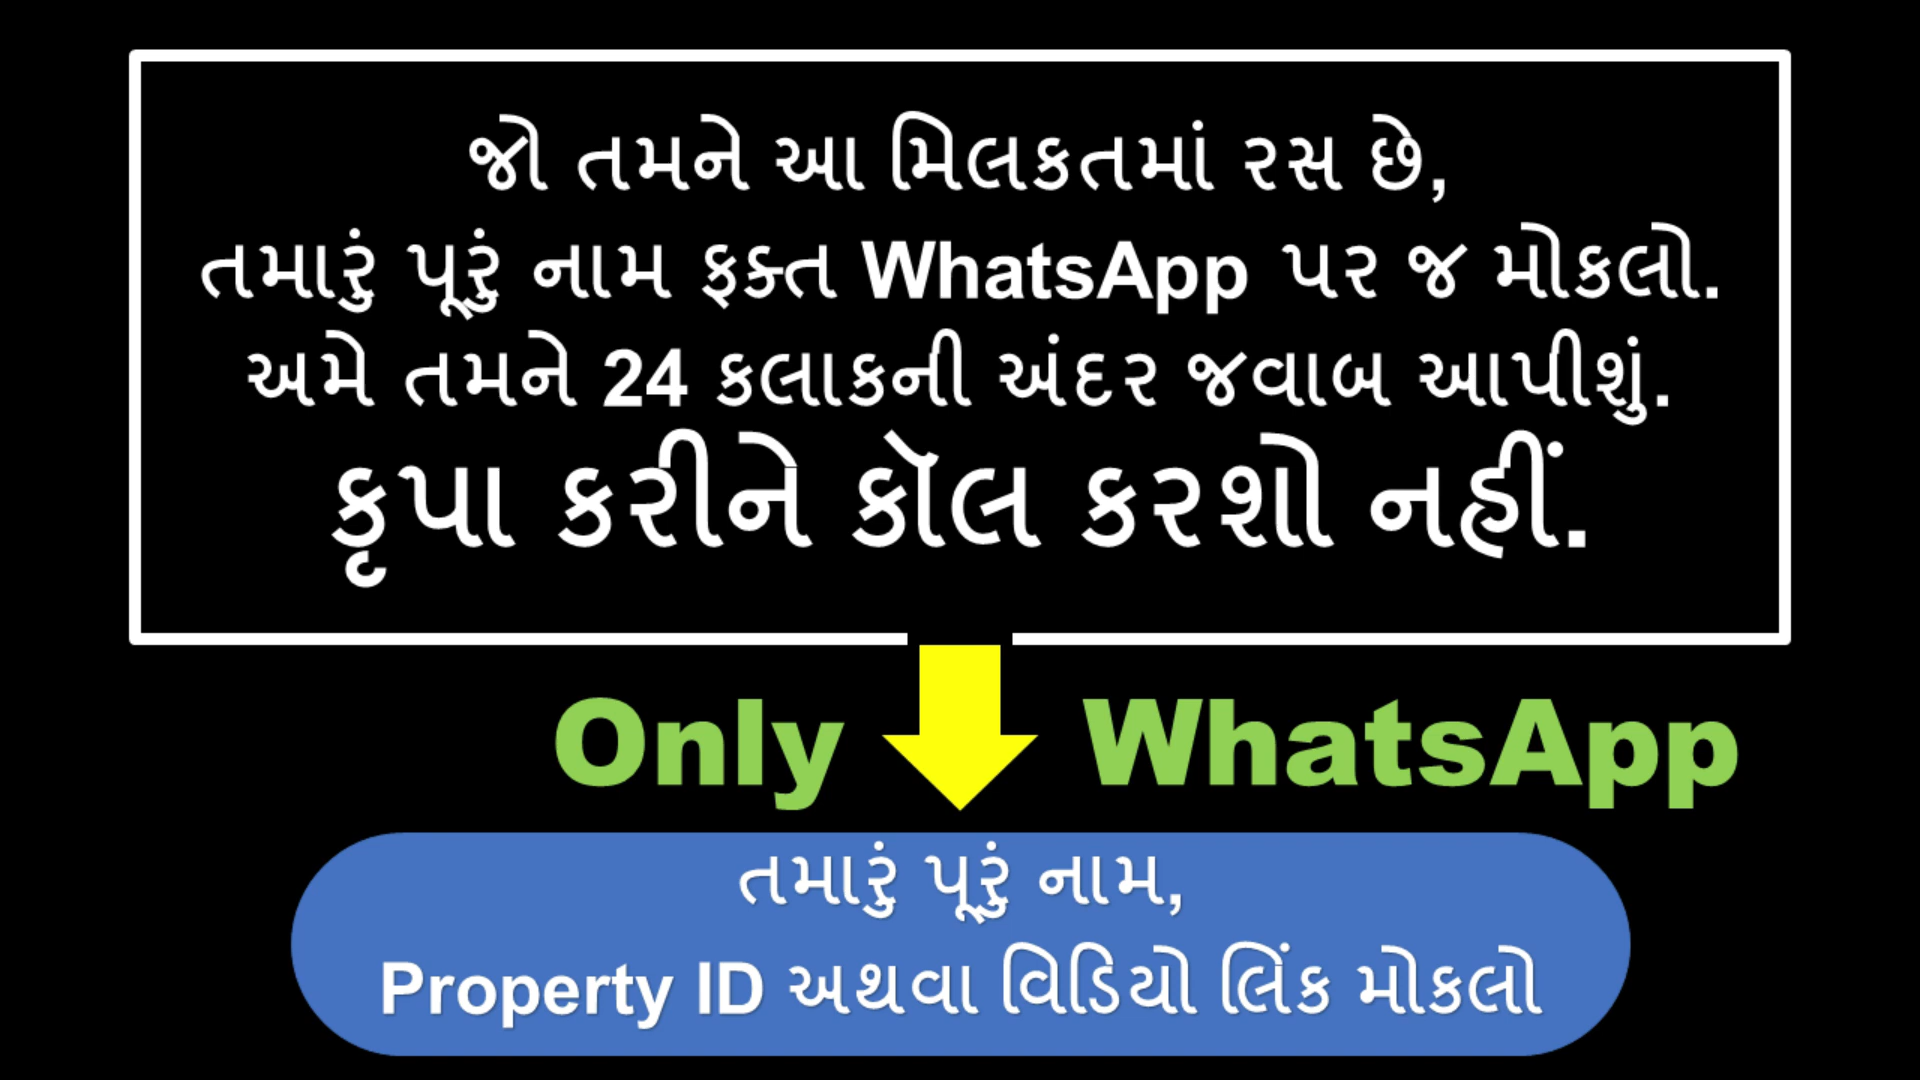 જો તમને આ મિલકતમાં રસ છે,
તમારું પૂરું નામ ફક્ત WhatsApp પર જ મોકલો.
અમે તમને 24 કલાકની અંદર જવાબ આપીશું.
કૃપા કરીને કૉલ કરશો નહીં.
Only WhatsApp
તમારું પૂરું નામ,
Property ID અથવા વિડિયો લિંક મોકલો